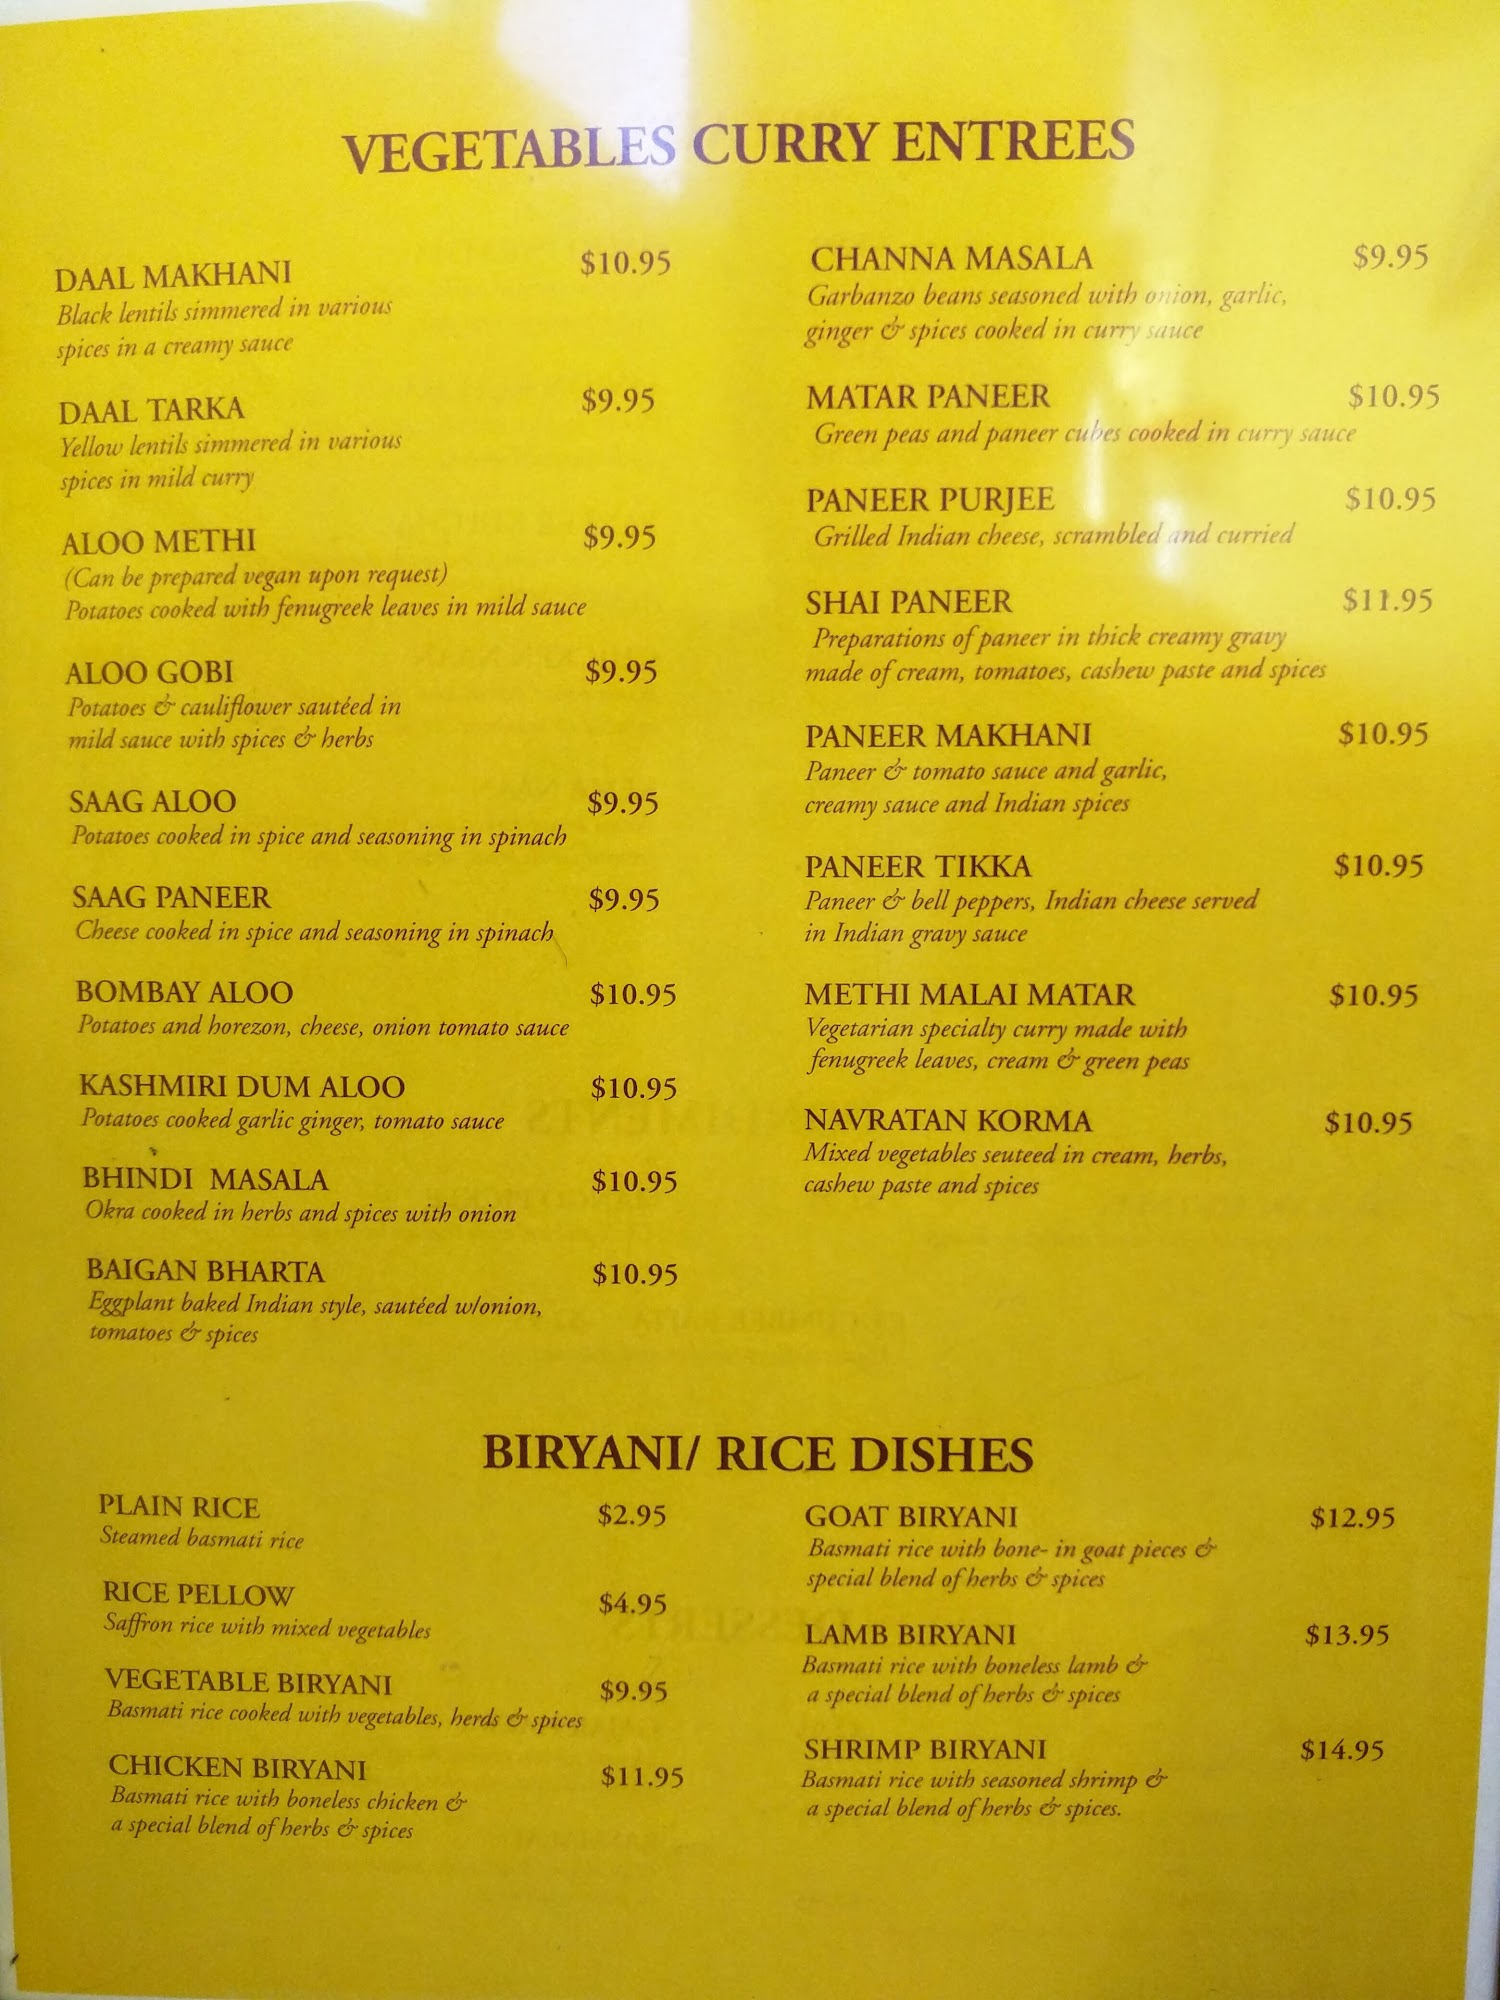 VEGETABLES CURRY ENTREES
DAAL MAKHANI $10.95
Black lentils simmered in various
spices in a creamy sauce
DAAL TARKA $9.95
Yellow lentils simmered in various
spices in mild curry
ALOO METHI $9.95
(Can be prepared vegan upon request)
Potatoes cooked with fenugreek leaves in mild sauce
ALOO GOBI $9.95
Potatoes & cauliflower sautéed in
mild sauce with spices & herbs
SAAG ALOO $9.95
Potatoes cooked in spice and seasoning in spinach
SAAG PANEER $9.95
Cheese cooked in spice and seasoning in spinach
BOMBAY ALOO $10.95
Potatoes and horezon, cheese, onion tomato sauce
KASHMIRI DUM ALOO $10.95
Potatoes cooked garlic ginger, tomato sauce
BHINDI MASALA $10.95
Okra cooked in herbs and spices with onion
BAIGAN BHARTA $10.95
Eggplant baked Indian style, sautéed w/onion,
tomatoes & spices
CHANNA MASALA $9.95
Garbanzo beans seasoned with onion, garlic,
ginger & spices cooked in curry sauce
MATAR PANEER $10.95
Green peas and paneer cubes cooked in curry sauce
PANEER PURJEE $10.95
Grilled Indian cheese, scrambled and curried
SHAI PANEER $11.95
Preparations of paneer in thick creamy gravy
made of cream, tomatoes, cashew paste and spices
PANEER MAKHANI $10.95
Paneer & tomato sauce and garlic,
creamy sauce and Indian spices
PANEER TIKKA $10.95
Paneer & bell peppers, Indian cheese served
in Indian gravy sauce
METHI MALAI MATAR $10.95
Vegetarian specialty curry made with
fenugreek leaves, cream & green peas
NAVRATAN KORMA $10.95
Mixed vegetables seuteed in cream, herbs,
cashew paste and spices
BIRYANI/ RICE DISHES
PLAIN RICE $2.95
Steamed basmati rice
RICE PELLOW $4.95
Saffron rice with mixed vegetables
VEGETABLE BIRYANI $9.95
Basmati rice cooked with vegetables, herds & spices
CHICKEN BIRYANI $11.95
Basmati rice with boneless chicken &
a special blend of herbs & spices
GOAT BIRYANI $12.95
Basmati rice with bone- in goat pieces &
special blend of herbs & spices
LAMB BIRYANI $13.95
Basmati rice with boneless lamb &
a special blend of herbs & spices
SHRIMP BIRYANI $14.95
Basmati rice with seasoned shrimp &
a special blend of herbs & spices.